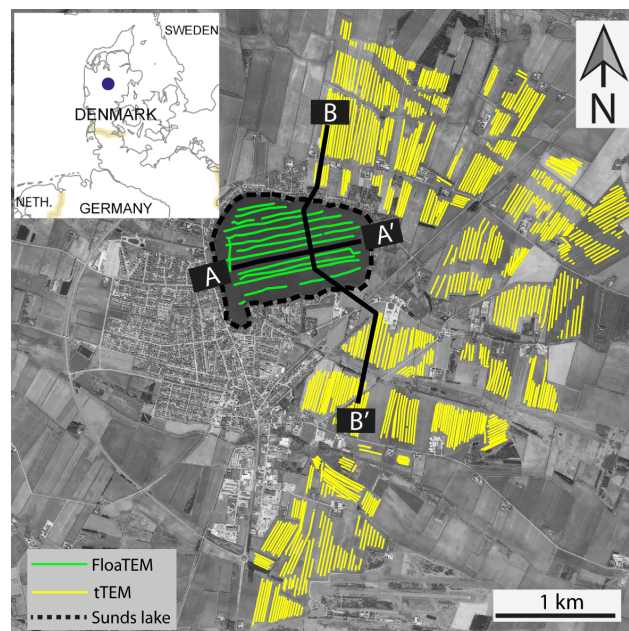 SWEDEN
DENMARK
NETH.
GERMANY
N
B
A'
A
B'
FloaTEM
tTEM
Sunds lake
1 km